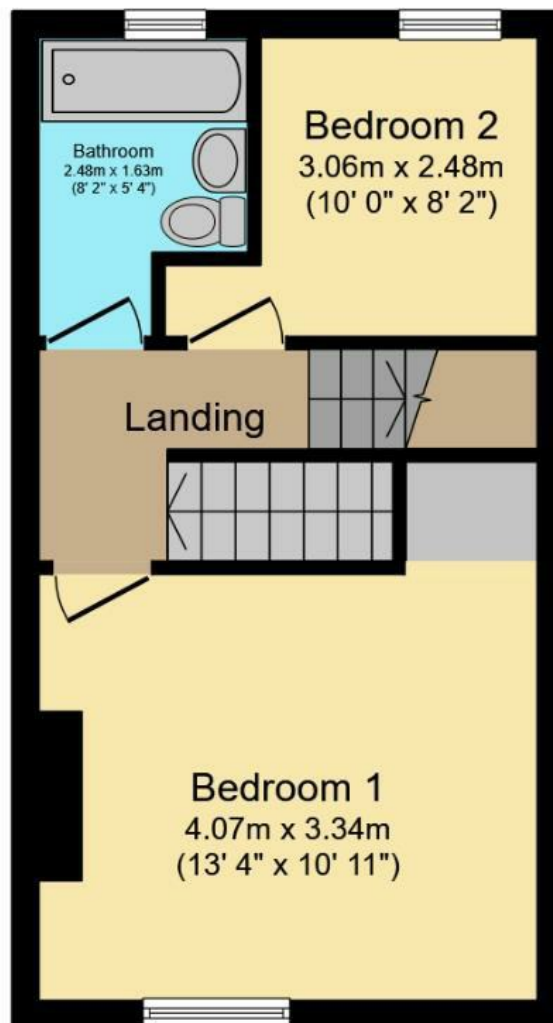 Bathroom
2.48m x 1.63m
(8' 2" x 5' 4")
Bedroom 2
3.06m x 2.48m
(10' 0" x 8' 2")
Landing
Bedroom 1
4.07m x 3.34m
(13' 4" x 10' 11")